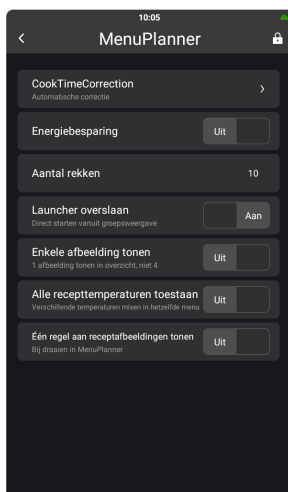 10:05
MenuPlanner
CookTimeCorrection
Automatische correctie
Energiebesparing
Uit
Aantal rekken
10
Launcher overslaan
Direct starten vanuit groepsweergave
Aan
Enkele afbeelding tonen
1 afbeelding tonen in overzicht, niet 4
Uit
Alle recepttemperaturen toestaan
Verschillende temperaturen mixen in hetzelfde menu
Uit
Één regel aan receptafbeeldingen tonen
Bij draaien in MenuPlanner
Uit